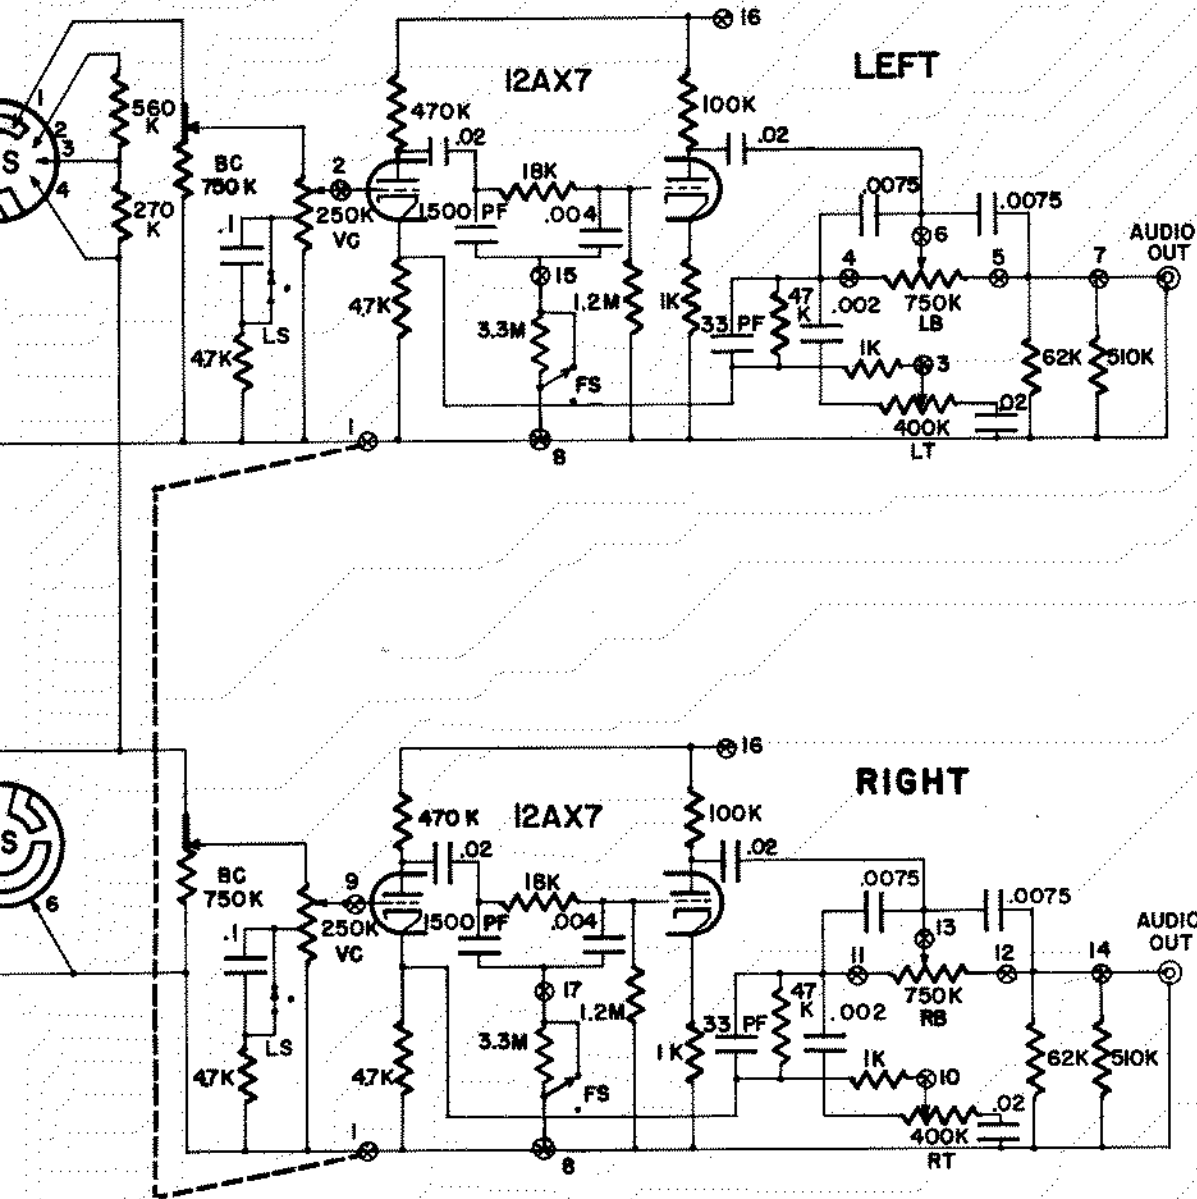 16
LEFT
12AX7
1
560
K
470K
100K
2
.02
.02
3
S
BC
750K
2
18K
.0075
.0075
4
270
K
250K
VC
1500 PF
.004
6
AUDIO
OUT
.1
4
5
7
15
47K
1.2M
1K
47
K
.002
750K
LB
3.3M
33 PF
LS
47K
1K
3
62K
510K
FS
.02
400K
LT
1
8
16
RIGHT
470K
12AX7
100K
.02
.02
S
BC
750K
9
18K
.0075
.0075
6
250K
VC
1500 PF
.004
13
AUDIO
OUT
.1
11
12
14
17
750K
RB
47
K
.002
1.2M
3.3M
33 PF
LS
1K
1K
62K
510K
47K
47K
10
FS
.02
400K
RT
1
8